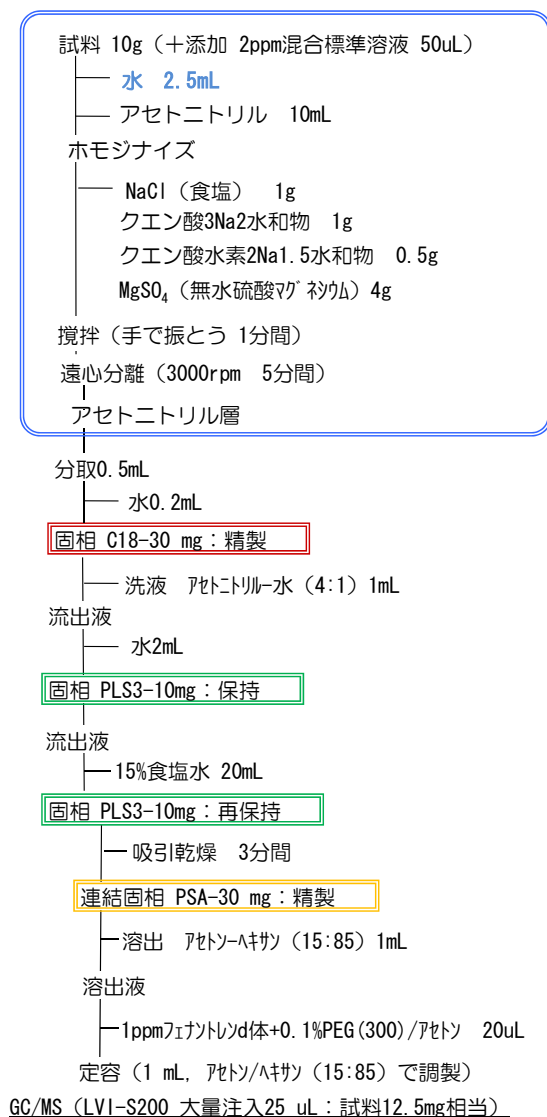 試料 10g（＋添加 2ppm混合標準溶液 50uL）
水 2.5mL
アセトニトリル 10mL
ホモジナイズ
NaCl（食塩） 1g
クエン酸3Na2水和物 1g
クエン酸水素2Na1.5水和物 0.5g
MgSO₄（無水硫酸ﾏｸﾞﾈｼｳﾑ）4g
撹拌（手で振とう 1分間）
遠心分離（3000rpm 5分間）
アセトニトリル層
分取0.5mL
水0.2mL
固相 C18-30 mg：精製
洗液 ｱｾﾄﾆﾄﾘﾙｰ水（4:1）1mL
流出液
水2mL
固相 PLS3-10mg：保持
流出液
15%食塩水 20mL
固相 PLS3-10mg：再保持
吸引乾燥 3分間
連結固相 PSA-30 mg：精製
溶出 ｱｾﾄﾝｰﾍｷｻﾝ（15:85）1mL
溶出液
1ppmﾌｪﾅﾝﾄﾚﾝd体+0.1%PEG(300)/ｱｾﾄﾝ 20uL
定容（1 mL, ｱｾﾄﾝ/ﾍｷｻﾝ（15:85）で調製）
GC/MS（LVI-S200 大量注入25 uL：試料12.5mg相当）